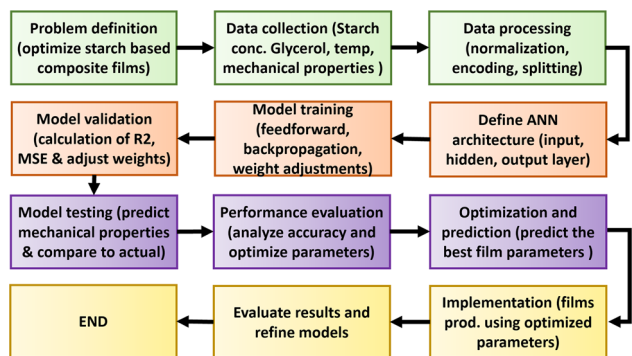 Problem definition
(optimize starch based
composite films)
Data collection (Starch
conc. Glycerol, temp,
mechanical properties )
Data processing
(normalization,
encoding, splitting)
Define ANN
architecture (input,
hidden, output layer)
Model training
(feedforward,
backpropagation,
weight adjustments)
Model validation
(calculation of R2,
MSE & adjust weights)
Model testing (predict
mechanical properties
& compare to actual)
Performance evaluation
(analyze accuracy and
optimize parameters)
Optimization and
prediction (predict the
best film parameters )
Implementation (films
prod. using optimized
parameters)
Evaluate results and
refine models
END